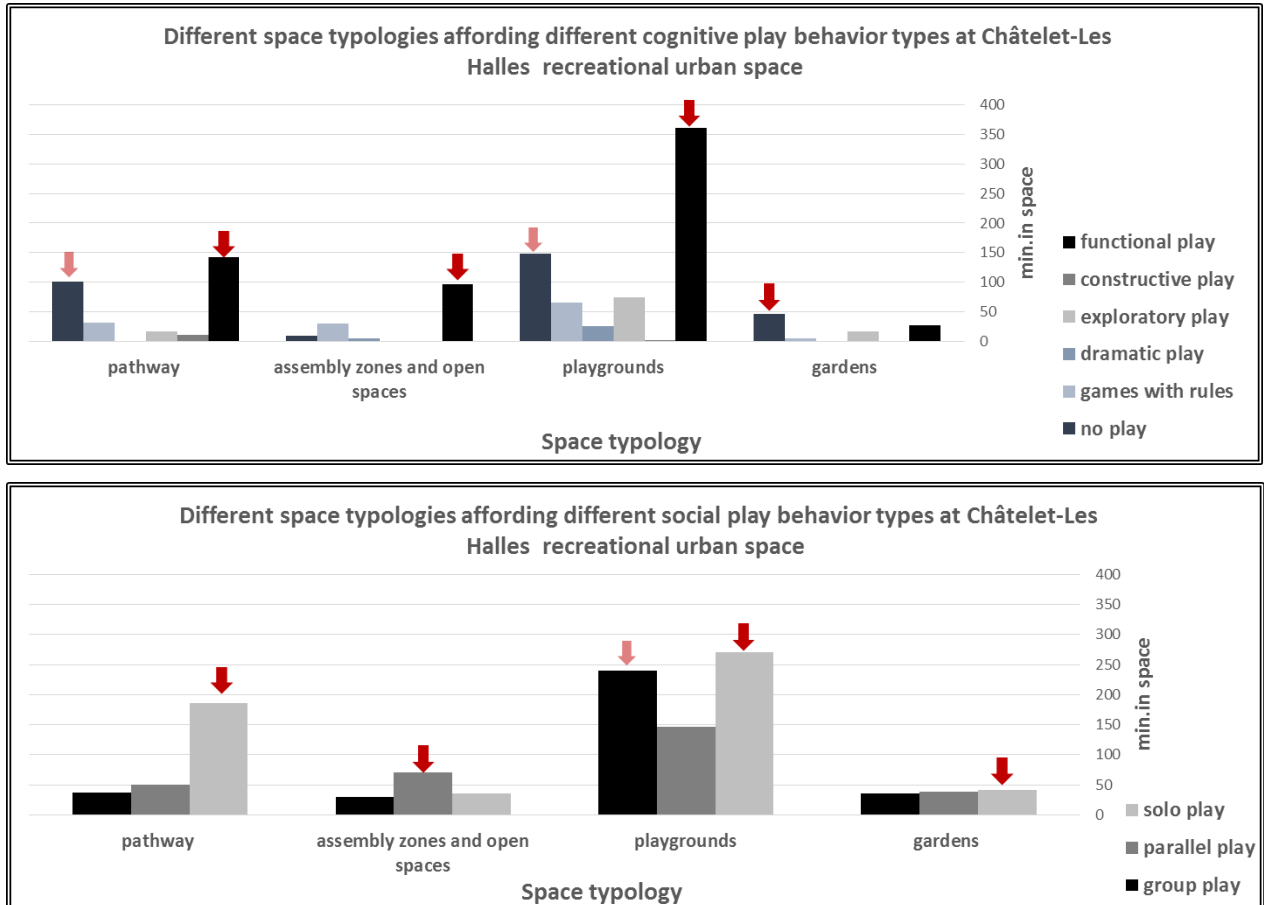 Different space typologies affording different cognitive play behavior types at Châtelet-Les
Halles recreational urban space
400
350
300
250
200
150
100
50
0
min.in space
functional play
constructive play
exploratory play
dramatic play
games with rules
no play
pathway
assembly zones and open
spaces
playgrounds
gardens
Space typology
Different space typologies affording different social play behavior types at Châtelet-Les
Halles recreational urban space
400
350
300
250
200
150
100
50
0
min.in space
solo play
parallel play
group play
pathway
assembly zones and open
spaces
playgrounds
gardens
Space typology